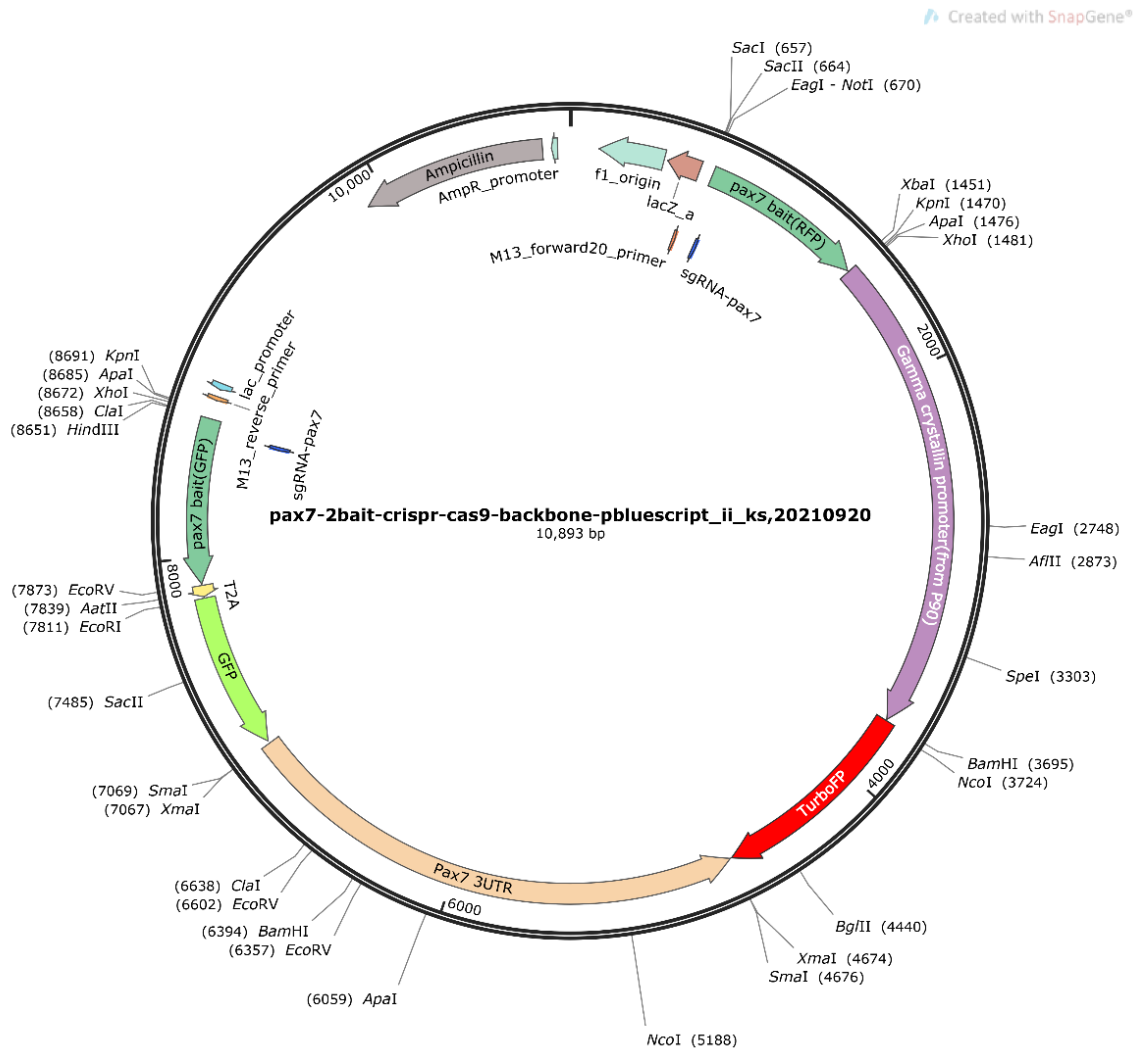 Created with SnapGene®
SacI (657)
SacII (664)
EagI - NotI (670)
XbaI (1451)
KpnI (1470)
ApaI (1476)
XhoI (1481)
2000
EagI (2748)
AflII (2873)
SpeI (3303)
BamHI (3695)
NcoI (3724)
4000
BglII (4440)
XmaI (4674)
SmaI (4676)
NcoI (5188)
6000
(6059) ApaI
(6357) EcoRV
(6394) BamHI
(6602) EcoRV
(6638) ClaI
(7067) XmaI
(7069) SmaI
(7485) SacII
(7811) EcoRI
(7839) AatII
(7873) EcoRV
8000
(8651) HindIII
(8658) ClaI
(8672) XhoI
(8685) ApaI
(8691) KpnI
10,000
Ampicillin
AmpR_promoter
f1_origin
lacZ_a
M13_forward20_primer
sgRNA-pax7
pax7 bait(RFP)
Gamma crystallin promoter(from P90)
TurboFP
Pax7 3UTR
GFP
T2A
pax7 bait(GFP)
sgRNA-pax7
M13_reverse_primer
lac_promoter
pax7-2bait-crispr-cas9-backbone-pbluescript_ii_ks,20210920
10,893 bp